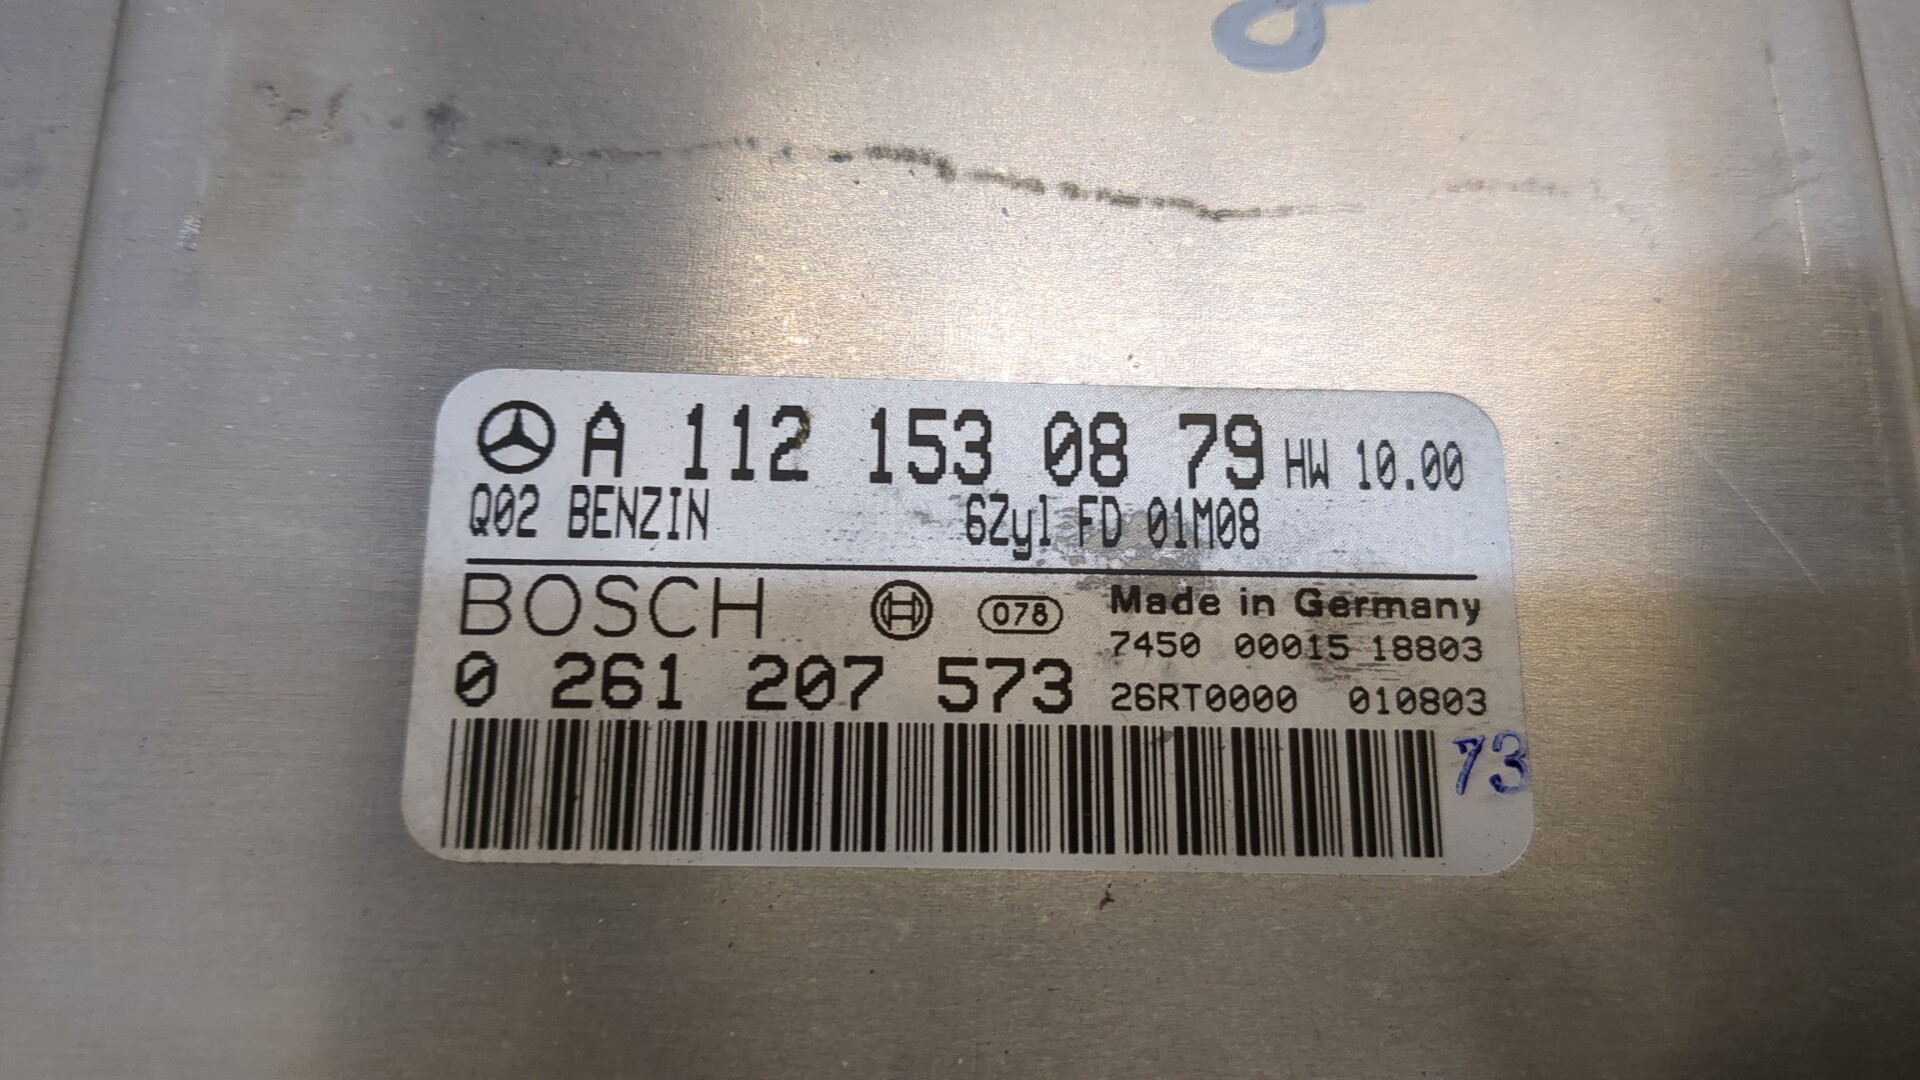 A 112 153 08 79 HW 10.00
Q02 BENZIN 6Zyl FD 01M08
BOSCH 078 Made in Germany
7450 00015 18803
0 261 207 573 26RT0000 010803
73